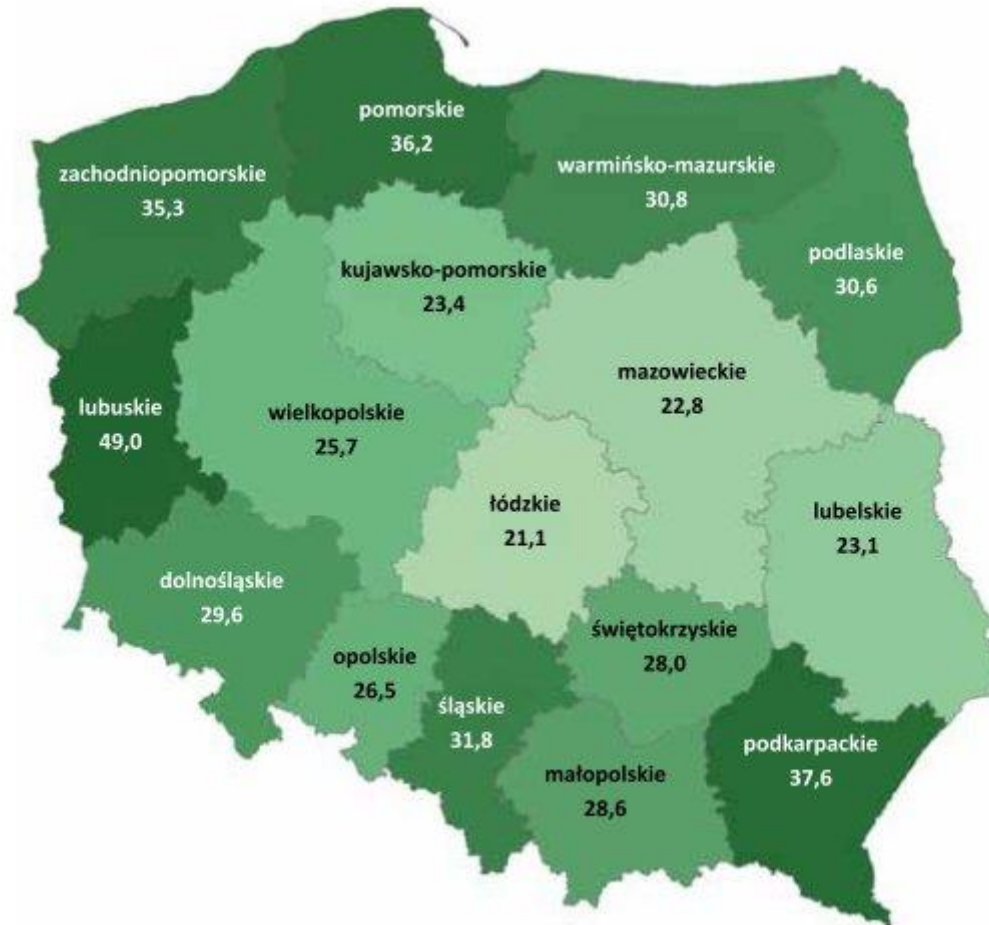 pomorskie
36,2
zachodniopomorskie
35,3
warmińsko-mazurskie
30,8
podlaskie
30,6
kujawsko-pomorskie
23,4
mazowieckie
22,8
lubuskie
49,0
wielkopolskie
25,7
łódzkie
21,1
lubelskie
23,1
dolnośląskie
29,6
świętokrzyskie
28,0
opolskie
26,5
śląskie
31,8
podkarpackie
37,6
małopolskie
28,6